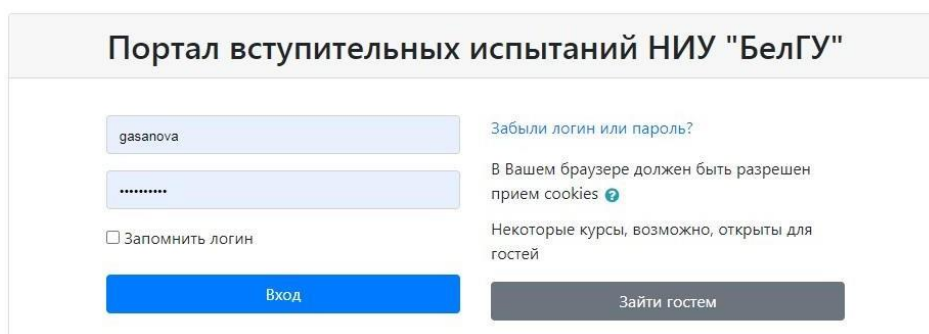 Портал вступительных испытаний НИУ "БелГУ"
gasanova
••••••••••
Запомнить логин
Вход
Забыли логин или пароль?
В Вашем браузере должен быть разрешен
прием cookies ?
Некоторые курсы, возможно, открыты для
гостей
Зайти гостем